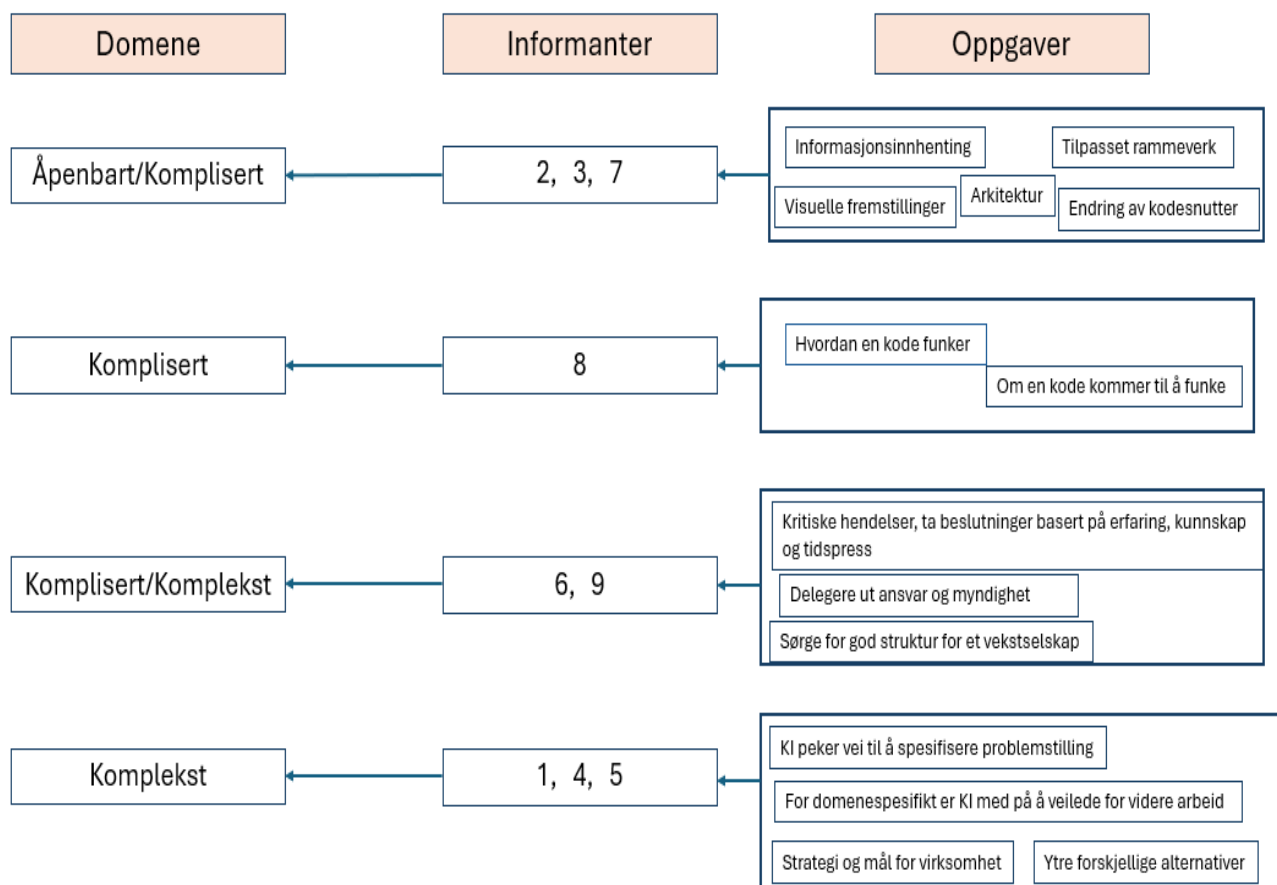 Domene
Informanter
Oppgaver
Åpenbart/Komplisert
2, 3, 7
Informasjonsinnhenting
Tilpasset rammeverk
Visuelle fremstillinger
Arkitektur
Endring av kodesnutter
Komplisert
8
Hvordan en kode funker
Om en kode kommer til å funke
Komplisert/Komplekst
6, 9
Kritiske hendelser, ta beslutninger basert på erfaring, kunnskap
og tidspress
Delegere ut ansvar og myndighet
Sørge for god struktur for et vekstselskap
Komplekst
1, 4, 5
KI peker vei til å spesifisere problemstilling
For domenespesifikt er KI med på å veilede for videre arbeid
Strategi og mål for virksomhet
Ytre forskjellige alternativer